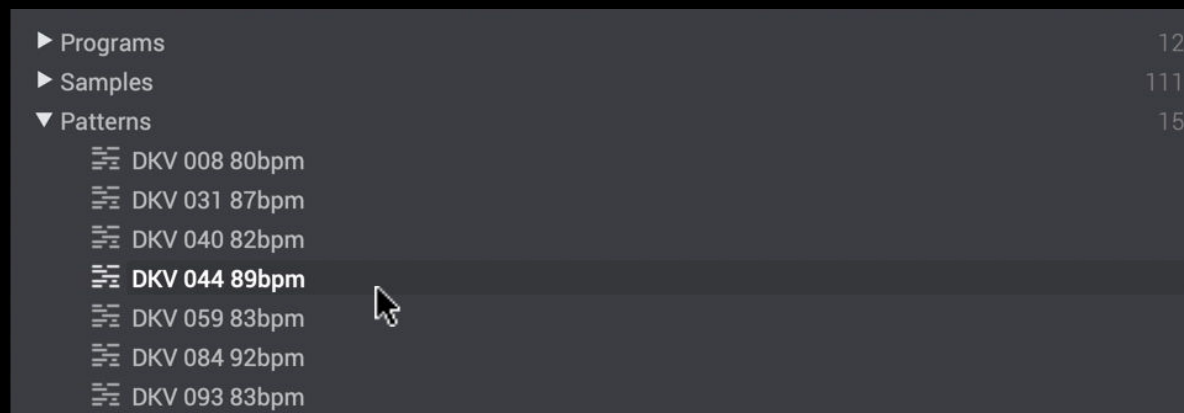 Programs 12
Samples 111
Patterns 15
DKV 008 80bpm
DKV 031 87bpm
DKV 040 82bpm
DKV 044 89bpm
DKV 059 83bpm
DKV 084 92bpm
DKV 093 83bpm